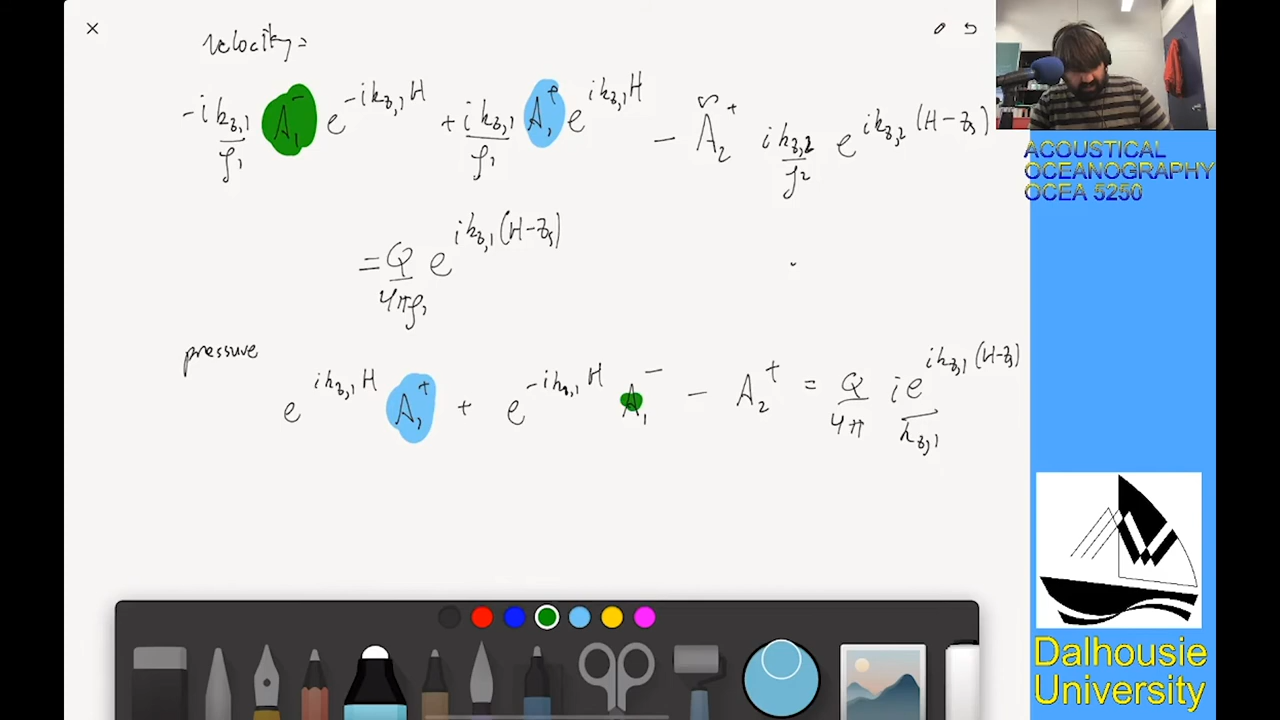 velocity:
-ik_{z,1}/ρ_1 A_1^- e^{-ik_{z,1}H} + ik_{z,1}/ρ_1 A_1^+ e^{ik_{z,1}H} - A_2^+ ik_{z,2}/ρ_2 e^{ik_{z,2}(H-z_s)}
= Q/4πρ_1 e^{ik_{z,1}(H-z_s)}
pressure
e^{ik_{z,1}H} A_1^+ + e^{-ik_{z,1}H} A_1^- - A_2^+ = Q/4π ie^{ik_{z,1}(H-z_s)}/k_{z,1}
ACOUSTICAL
OCEANOGRAPHY
OCEA 5250
Dalhousie
University